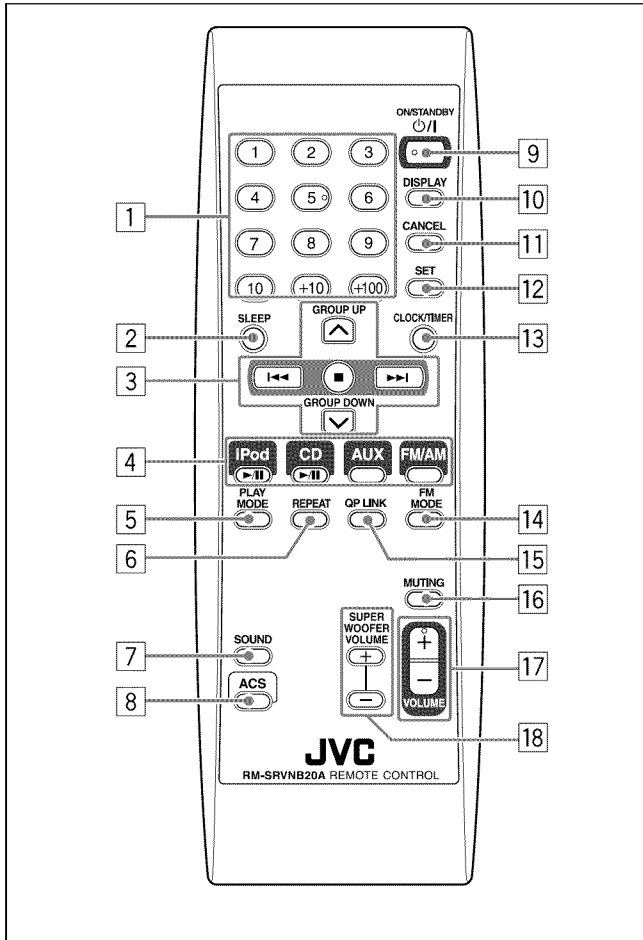 ON/STANDBY
⏻/I
1 2 3
9
DISPLAY
4 5 6
10
1
CANCEL
7 8 9
11
SET
10 +10 +100
12
SLEEP
GROUP UP
CLOCK/TIMER
2
13
3
GROUP DOWN
4
iPod CD AUX FM/AM
PLAY
MODE
REPEAT
QP LINK
FM
MODE
5
14
6
15
MUTING
16
SUPER
WOOFER
VOLUME
+
-
+
-
VOLUME
17
SOUND
7
ACS
8
18
JVC
RM-SRVNB20A REMOTE CONTROL